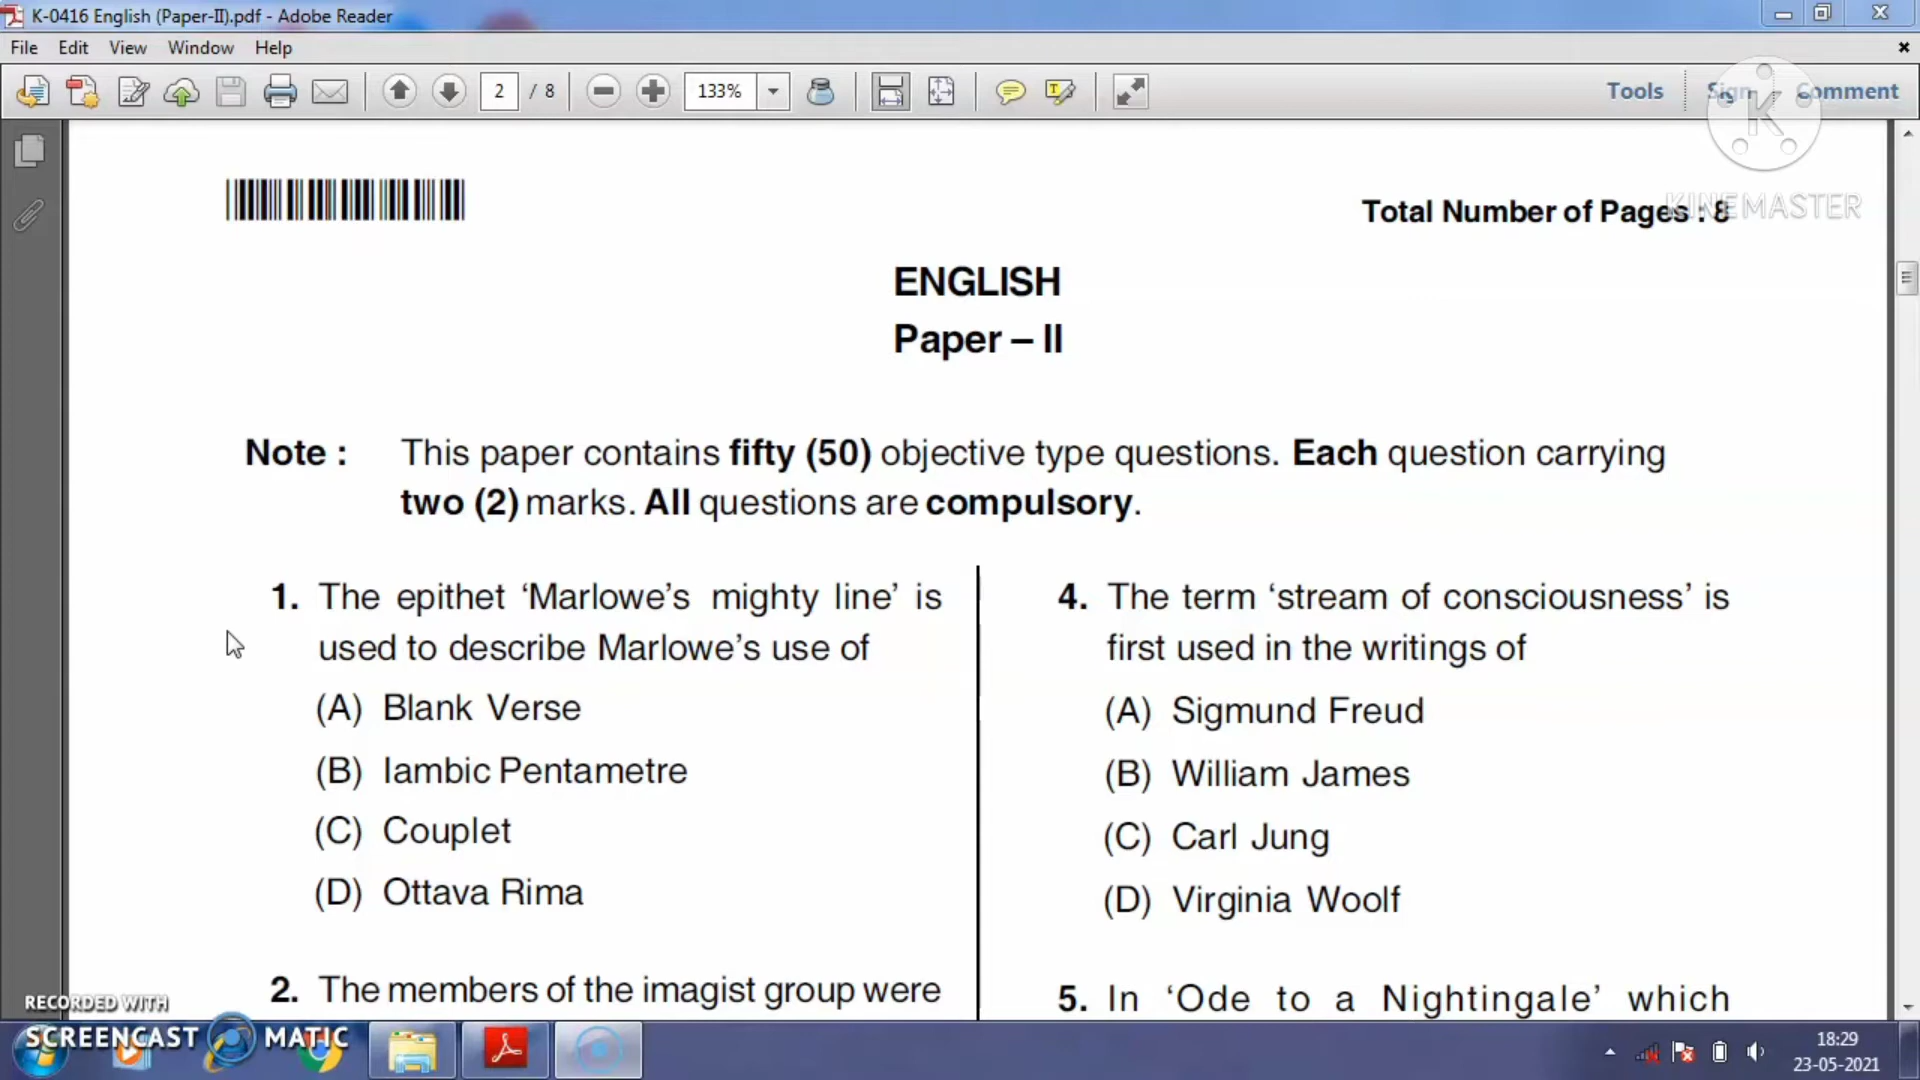 K-0416 English (Paper-II).pdf - Adobe Reader
File Edit View Window Help
2 / 8 133% Tools Sign Comment
K
KINEMASTER
Total Number of Pages : 8
ENGLISH
Paper – II
Note : This paper contains fifty (50) objective type questions. Each question carrying
two (2) marks. All questions are compulsory.
1. The epithet ‘Marlowe’s mighty line’ is
used to describe Marlowe’s use of
(A) Blank Verse
(B) Iambic Pentametre
(C) Couplet
(D) Ottava Rima
2. The members of the imagist group were
4. The term ‘stream of consciousness’ is
first used in the writings of
(A) Sigmund Freud
(B) William James
(C) Carl Jung
(D) Virginia Woolf
5. In ‘Ode to a Nightingale’ which
RECORDED WITH
SCREENCAST MATIC
18:29
23-05-2021